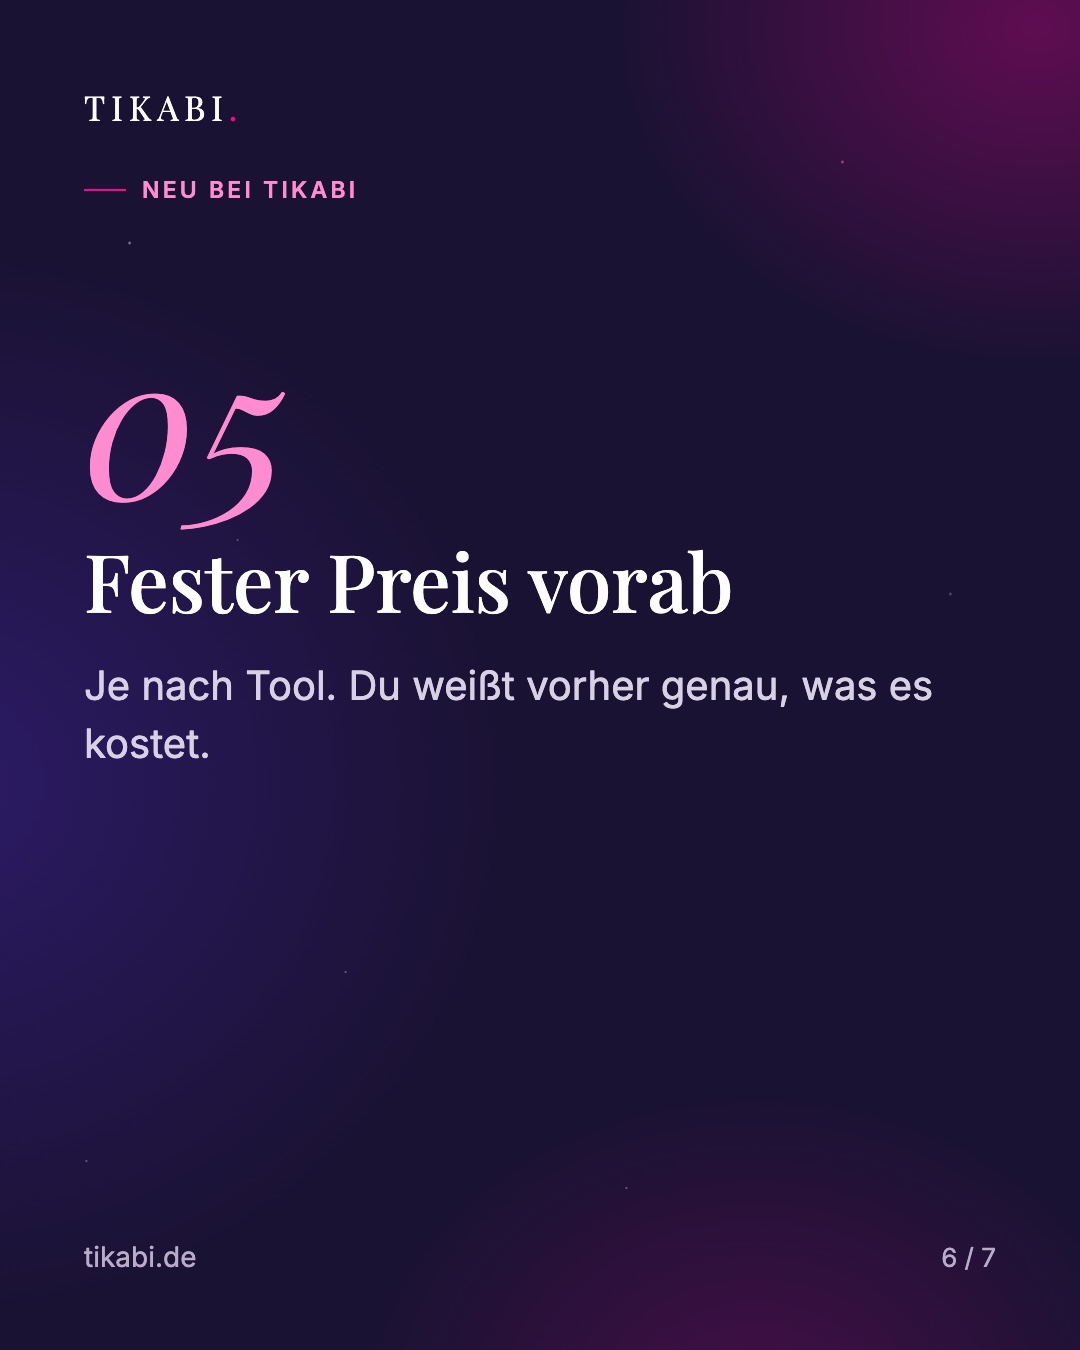 TIKABI.
NEU BEI TIKABI
05
Fester Preis vorab
Je nach Tool. Du weißt vorher genau, was es
kostet.
tikabi.de
6 / 7